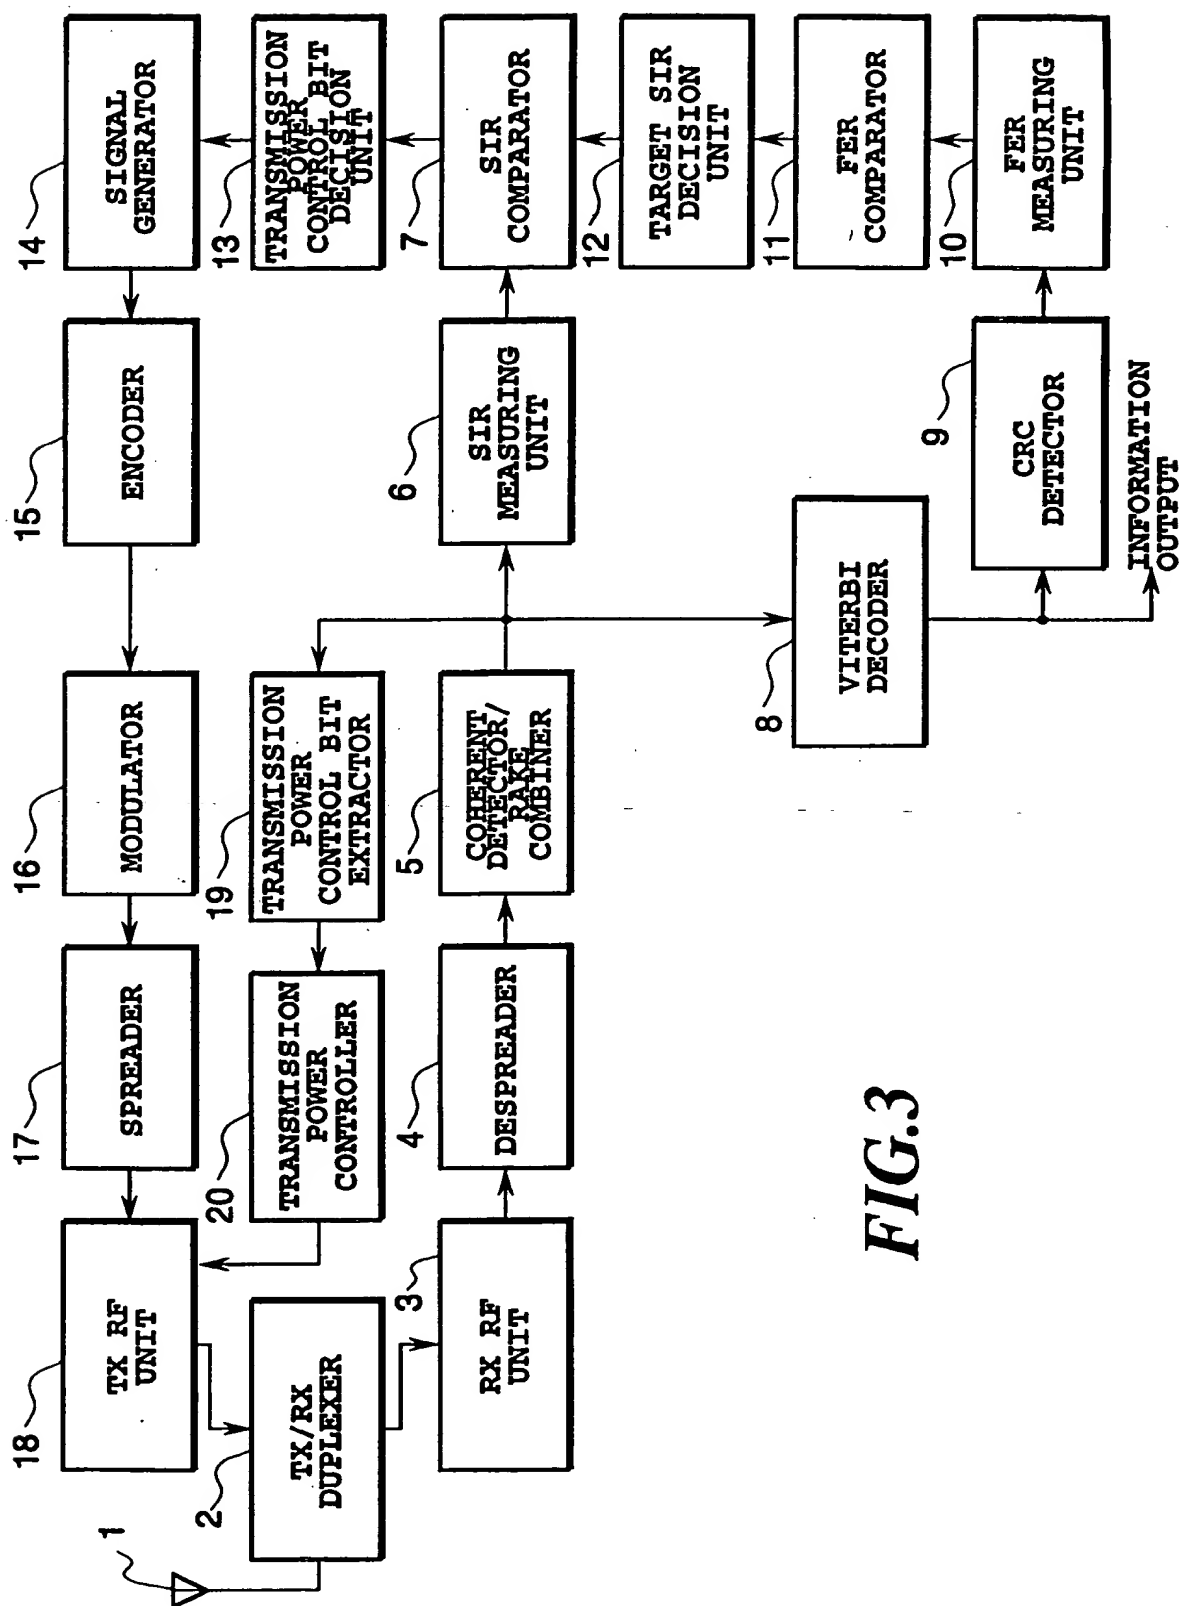 1
2
TX/RX
DUPLEXER
18
TX RF
UNIT
17
SPREADER
16
MODULATOR
15
ENCODER
14
SIGNAL
GENERATOR
20
TRANSMISSION
POWER
CONTROLLER
19
TRANSMISSION
POWER
CONTROL BIT
EXTRACTOR
13
TRANSMISSION
POWER
CONTROL BIT
DECISION
UNIT
3
RX RF
UNIT
4
DESPREADER
5
COHERENT
DETECTOR/
RAKE
COMBINER
6
SIR
MEASURING
UNIT
7
SIR
COMPARATOR
12
TARGET SIR
DECISION
UNIT
8
VITERBI
DECODER
11
FER
COMPARATOR
9
CRC
DETECTOR
10
FER
MEASURING
UNIT
INFORMATION
OUTPUT
FIG.3